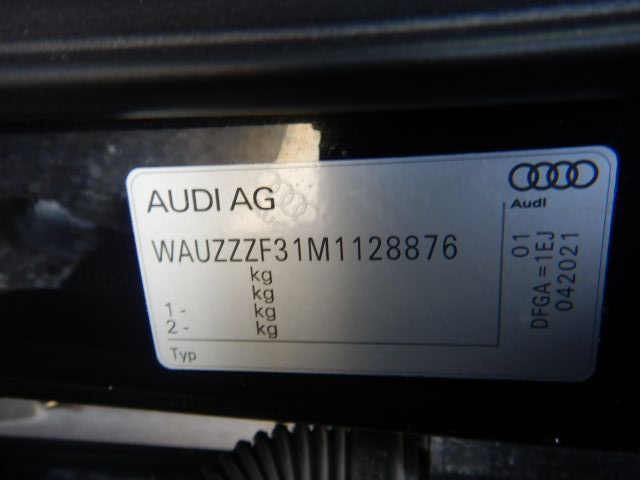 AUDI AG
Audi
WAUZZZF31M1128876
kg
kg
1 - kg
2 - kg
Typ
01
DFGA = 1EJ
042021